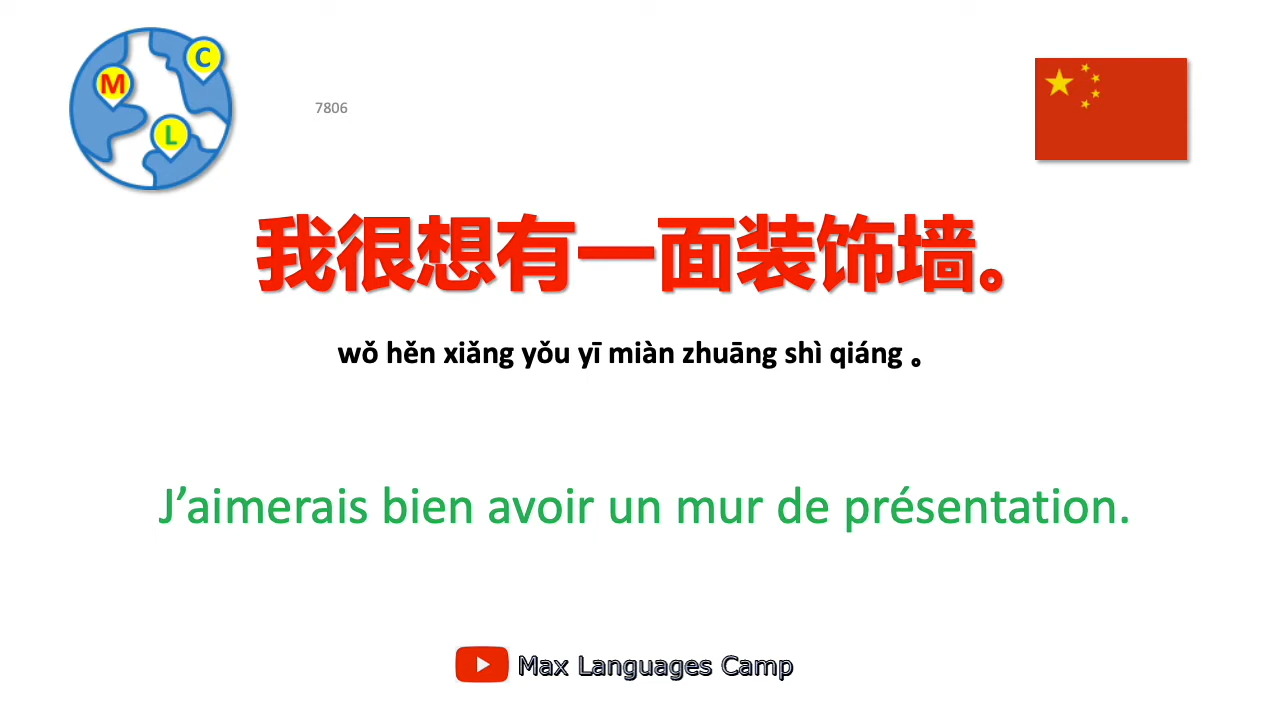 M
C
L
7806
我很想有一面装饰墙。
wǒ hěn xiǎng yǒu yī miàn zhuāng shì qiáng 。
J’aimerais bien avoir un mur de présentation.
Max Languages Camp